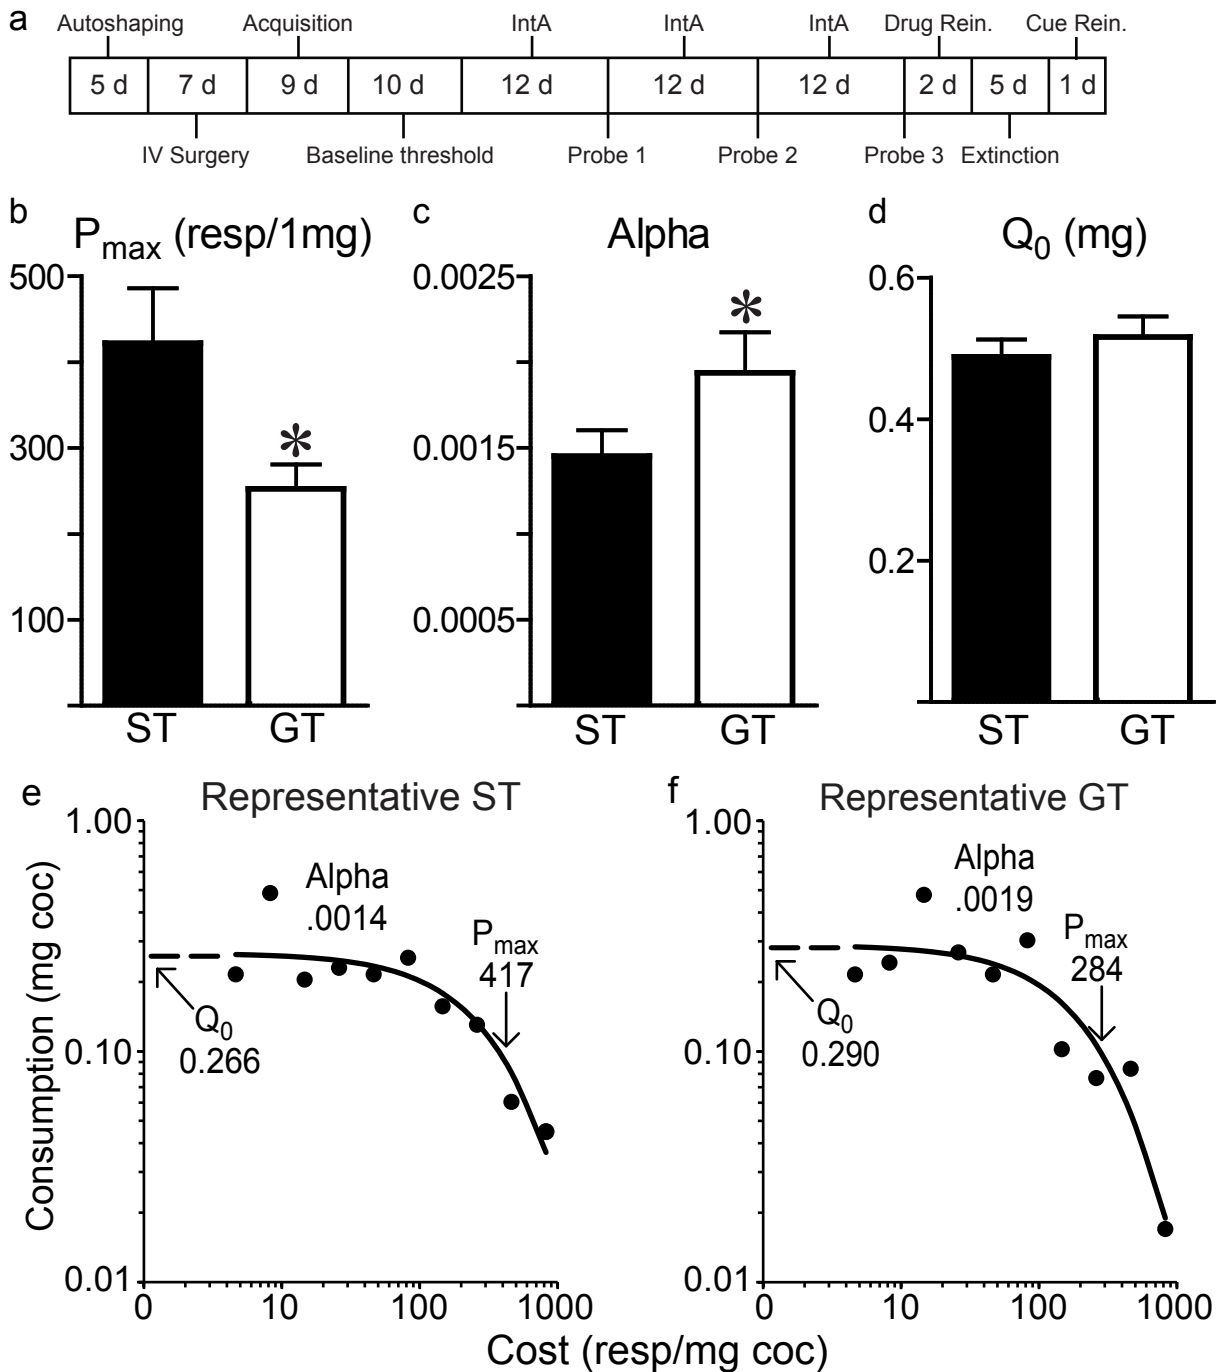 a
Autoshaping Acquisition IntA IntA IntA Drug Rein. Cue Rein.
5 d 7 d 9 d 10 d 12 d 12 d 12 d 2 d 5 d 1 d
IV Surgery Baseline threshold Probe 1 Probe 2 Probe 3 Extinction
b
Pmax (resp/1mg)
500
300
100
ST GT
*
c
Alpha
0.0025
0.0015
0.0005
ST GT
*
d
Q0 (mg)
0.6
0.4
0.2
ST GT
e
Representative ST
Consumption (mg coc)
1.00
0.10
0.01
Alpha
.0014
Pmax
417
Q0
0.266
0 10 100 1000
f
Representative GT
1.00
0.10
0.01
Alpha
.0019
Pmax
284
Q0
0.290
0 10 100 1000
Cost (resp/mg coc)